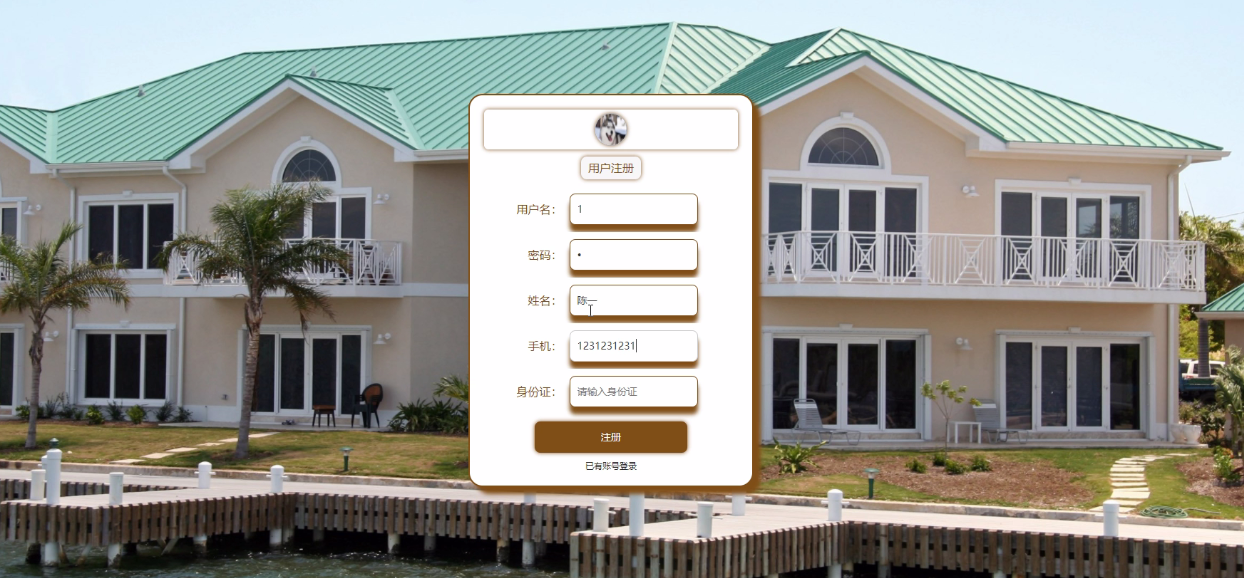 用户注册
用户名： 1
密码： •
姓名： 陈一
手机： 1231231231
身份证： 请输入身份证
注册
已有账号登录